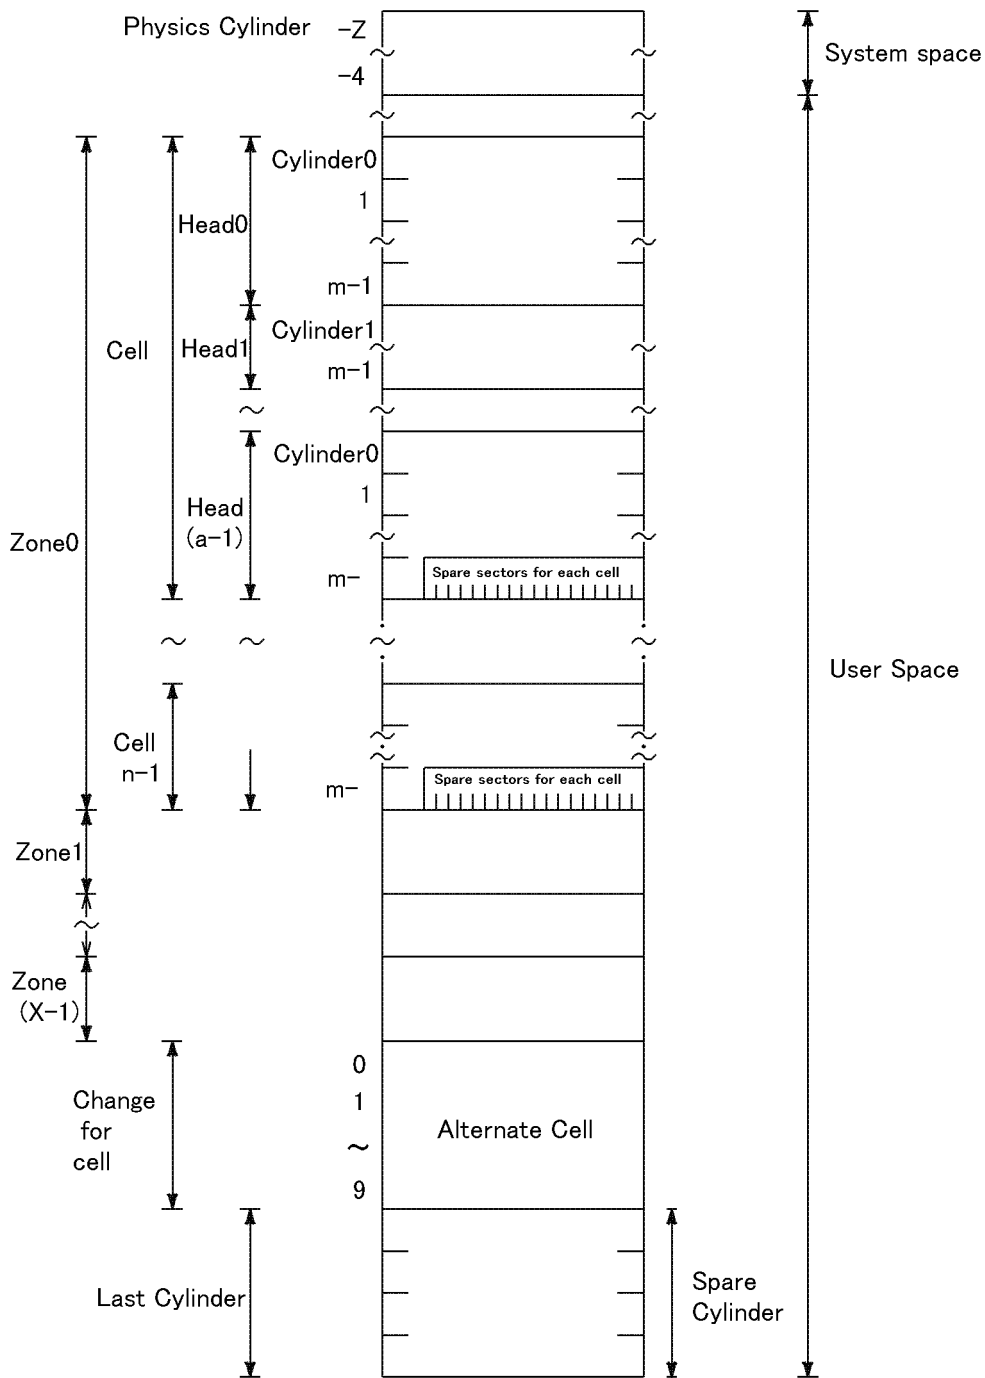 Physics Cylinder
-Z
System space
-4
Cylinder0
1
Head0
m-1
Cylinder1
Cell
Head1
m-1
Cylinder0
1
Head
(a-1)
Zone0
Spare sectors for each cell
m-
User Space
Cell
n-1
Spare sectors for each cell
m-
Zone1
Zone
(X-1)
0
Change
for
cell
1
Alternate Cell
~
9
Last Cylinder
Spare
Cylinder